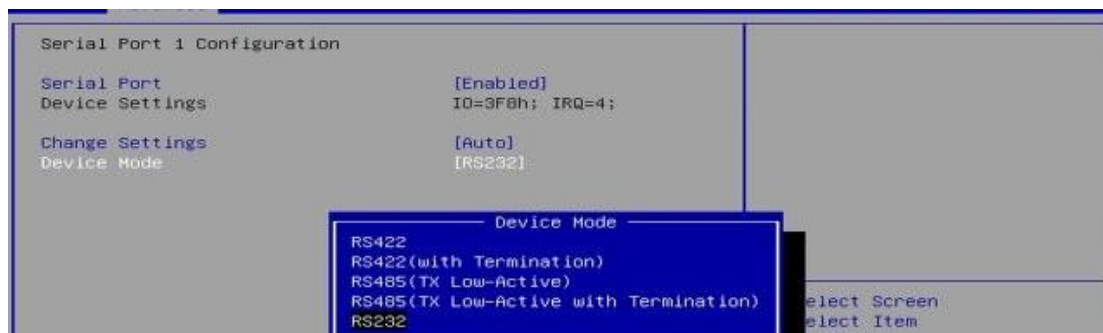 Serial Port 1 Configuration
Serial Port [Enabled]
Device Settings IO=3F8h; IRQ=4;
Change Settings [Auto]
Device Mode [RS232]
Device Mode
RS422
RS422(with Termination)
RS485(TX Low-Active)
RS485(TX Low-Active with Termination)
RS232
elect Screen
elect Item